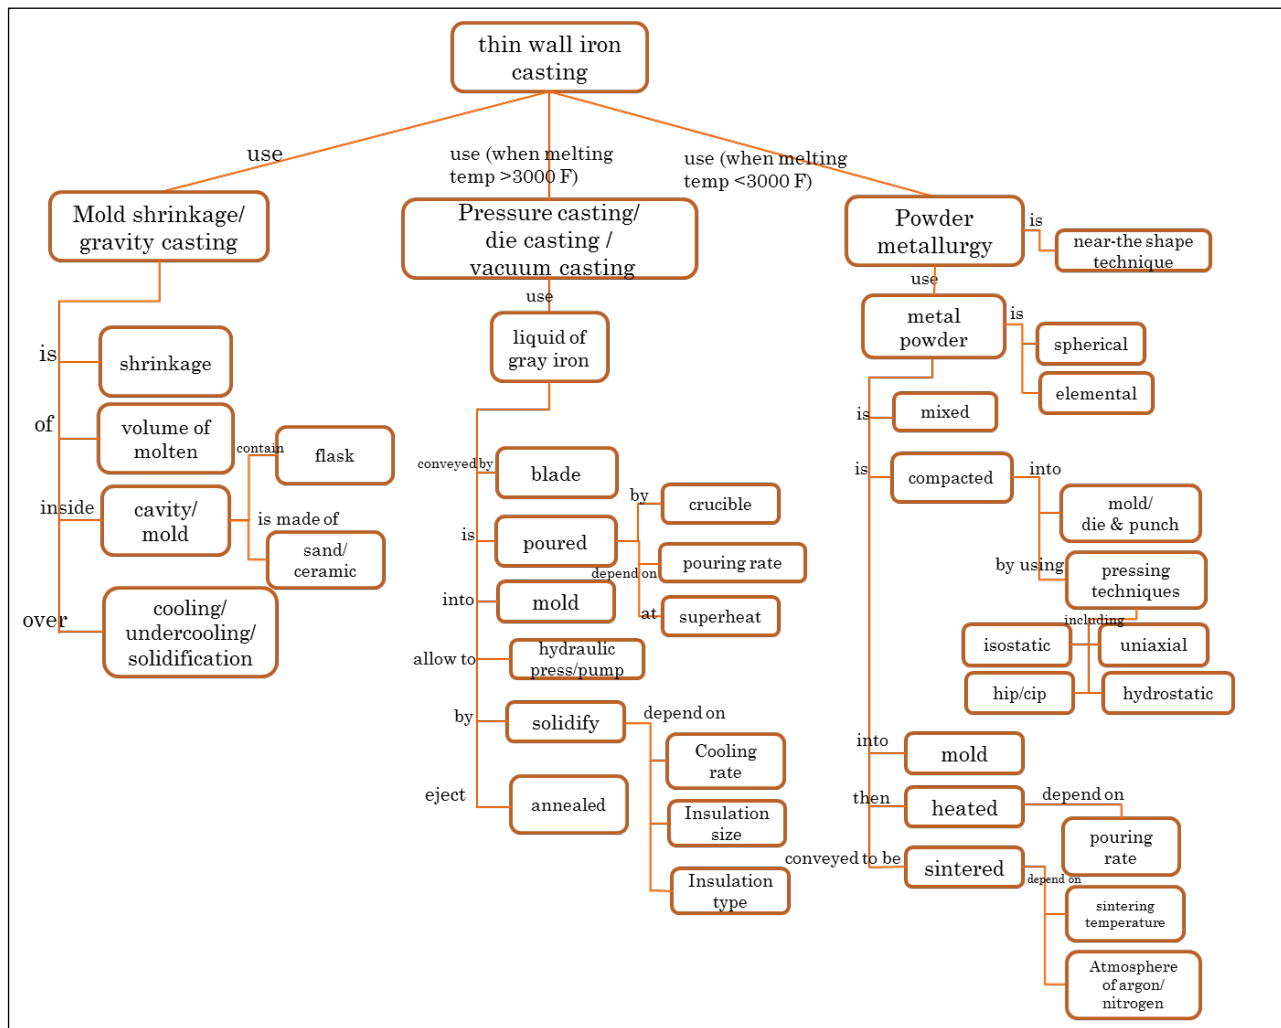 thin wall iron
casting
use
use (when melting
temp >3000 F)
use (when melting
temp <3000 F)
Mold shrinkage/
gravity casting
is
shrinkage
of
volume of
molten
contain
flask
inside
cavity/
mold
is made of
sand/
ceramic
over
cooling/
undercooling/
solidification
Pressure casting/
die casting /
vacuum casting
use
liquid of
gray iron
conveyed by
blade
is
poured
by
crucible
depend on
pouring rate
at
superheat
into
mold
allow to
hydraulic
press/pump
by
solidify
depend on
Cooling
rate
Insulation
size
Insulation
type
eject
annealed
Powder
metallurgy
is
near-the shape
technique
use
metal
powder
is
spherical
elemental
is
mixed
is
compacted
into
mold/
die & punch
by using
pressing
techniques
including
isostatic
uniaxial
hip/cip
hydrostatic
into
mold
then
heated
depend on
pouring
rate
conveyed to be
sintered
depend on
sintering
temperature
Atmosphere
of argon/
nitrogen